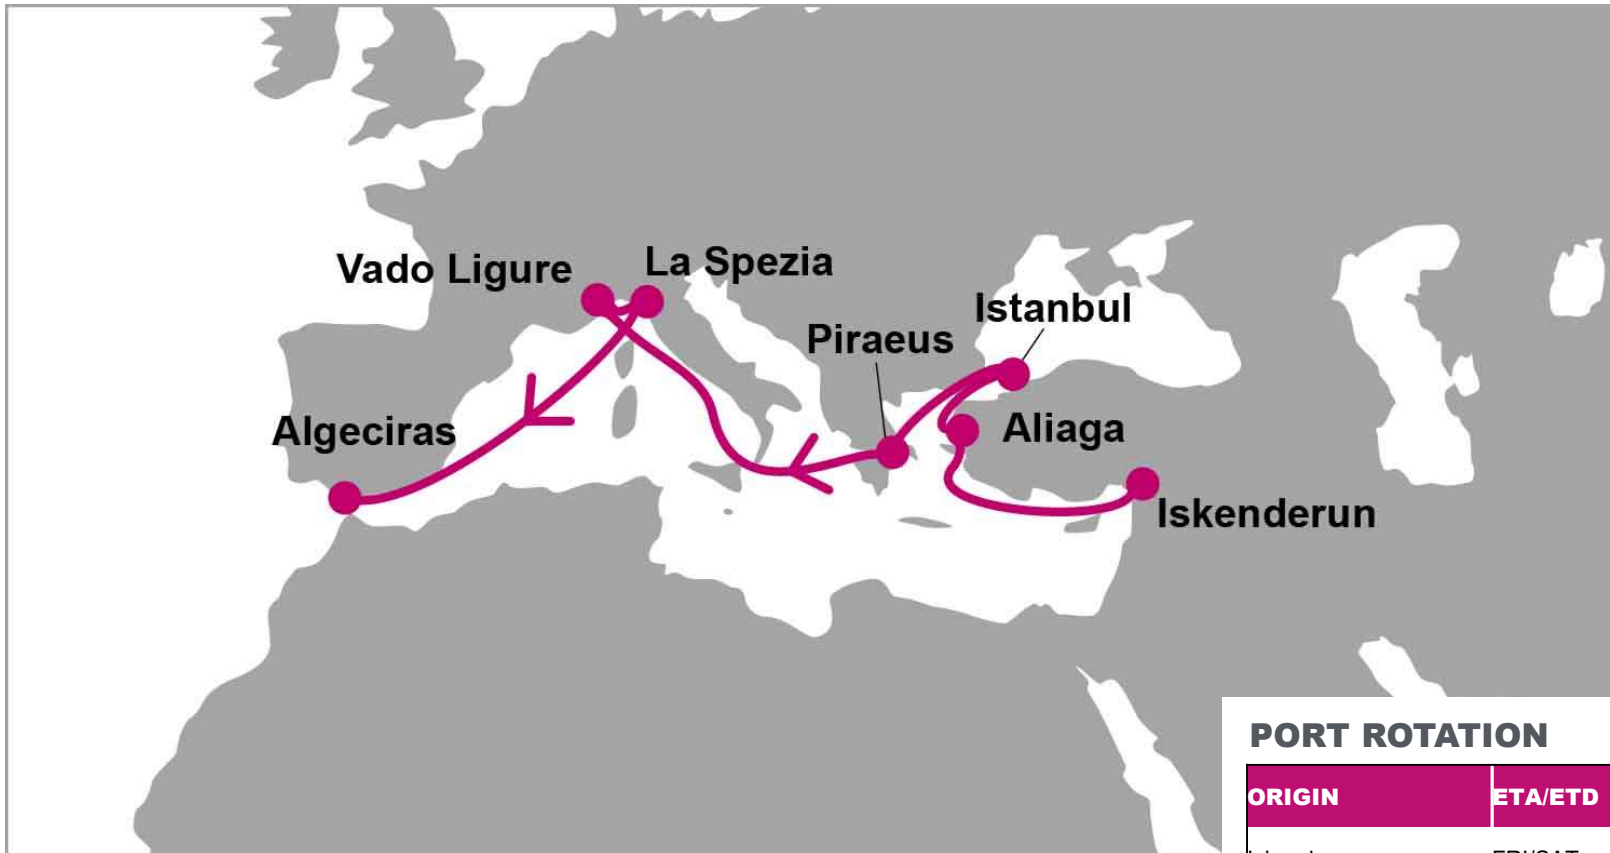 Vado Ligure
La Spezia
Istanbul
Piraeus
Algeciras
Aliaga
Iskenderun
PORT ROTATION
ORIGIN ETA/ETD